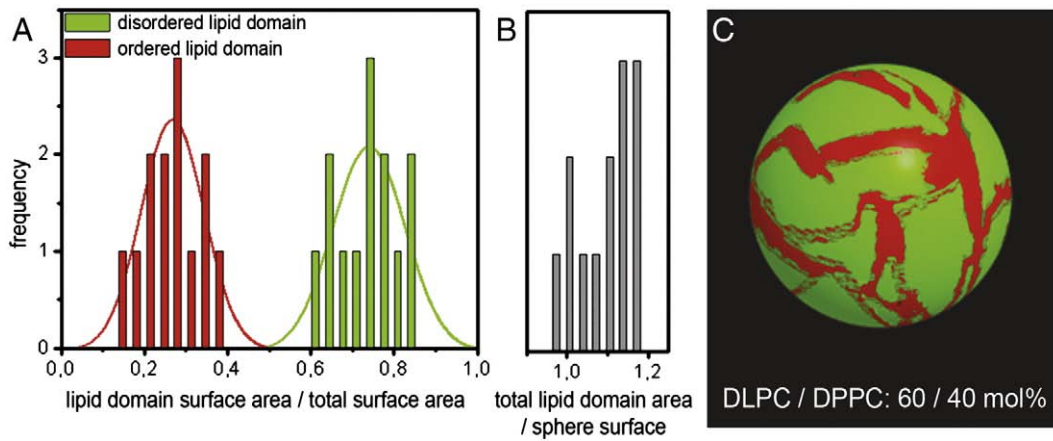 A
disordered lipid domain
ordered lipid domain
3
2
1
0
frequency
0,0
0,2
0,4
0,6
0,8
1,0
lipid domain surface area / total surface area
B
1,0
1,2
total lipid domain area
/ sphere surface
C
DLPC / DPPC: 60 / 40 mol%